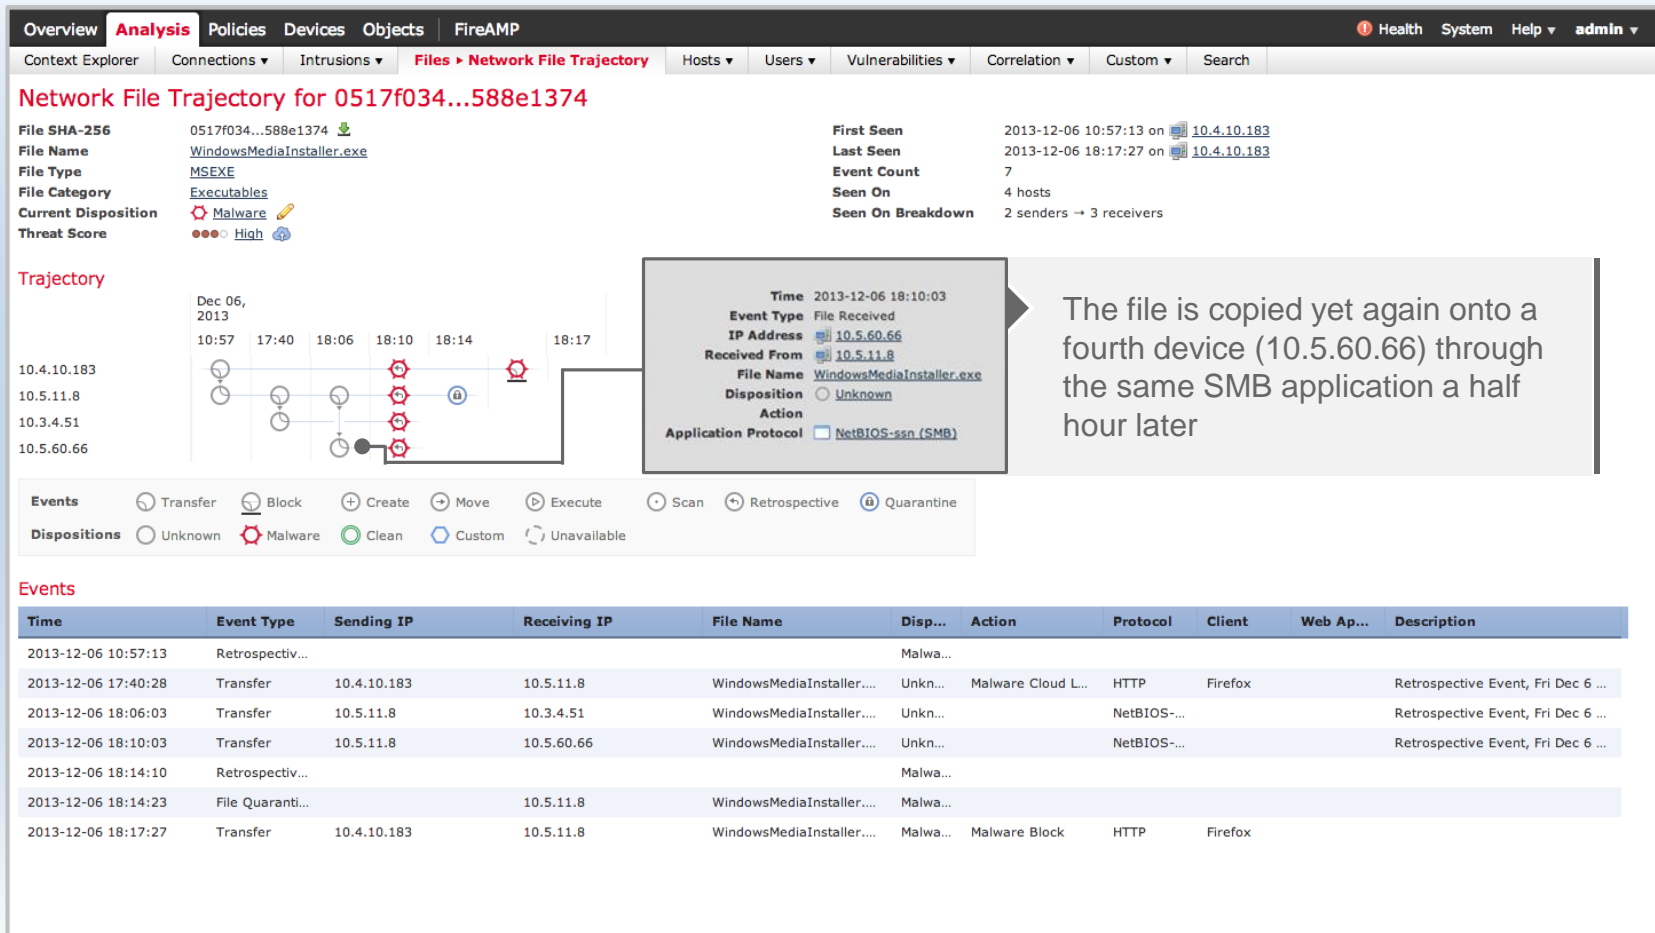 Overview Analysis Policies Devices Objects FireAMP Health System Help ▾ admin ▾
Context Explorer Connections ▾ Intrusions ▾ Files ▸ Network File Trajectory Hosts ▾ Users ▾ Vulnerabilities ▾ Correlation ▾ Custom ▾ Search
Network File Trajectory for 0517f034...588e1374
File SHA-256 0517f034...588e1374
File Name WindowsMediaInstaller.exe
File Type MSEXE
File Category Executables
Current Disposition Malware
Threat Score High
First Seen 2013-12-06 10:57:13 on 10.4.10.183
Last Seen 2013-12-06 18:17:27 on 10.4.10.183
Event Count 7
Seen On 4 hosts
Seen On Breakdown 2 senders → 3 receivers
Trajectory
Dec 06,
2013
10:57 17:40 18:06 18:10 18:14 18:17
10.4.10.183
10.5.11.8
10.3.4.51
10.5.60.66
Time 2013-12-06 18:10:03
Event Type File Received
IP Address 10.5.60.66
Received From 10.5.11.8
File Name WindowsMediaInstaller.exe
Disposition Unknown
Action
Application Protocol NetBIOS-ssn (SMB)
The file is copied yet again onto a
fourth device (10.5.60.66) through
the same SMB application a half
hour later
Events Transfer Block Create Move Execute Scan Retrospective Quarantine
Dispositions Unknown Malware Clean Custom Unavailable
Events
Time Event Type Sending IP Receiving IP File Name Disp... Action Protocol Client Web Ap... Description
2013-12-06 10:57:13 Retrospectiv... Malwa...
2013-12-06 17:40:28 Transfer 10.4.10.183 10.5.11.8 WindowsMediaInstaller.... Unkn... Malware Cloud L... HTTP Firefox Retrospective Event, Fri Dec 6 ...
2013-12-06 18:06:03 Transfer 10.5.11.8 10.3.4.51 WindowsMediaInstaller.... Unkn... NetBIOS-... Retrospective Event, Fri Dec 6 ...
2013-12-06 18:10:03 Transfer 10.5.11.8 10.5.60.66 WindowsMediaInstaller.... Unkn... NetBIOS-... Retrospective Event, Fri Dec 6 ...
2013-12-06 18:14:10 Retrospectiv... Malwa...
2013-12-06 18:14:23 File Quaranti... 10.5.11.8 WindowsMediaInstaller.... Malwa...
2013-12-06 18:17:27 Transfer 10.4.10.183 10.5.11.8 WindowsMediaInstaller.... Malwa... Malware Block HTTP Firefox